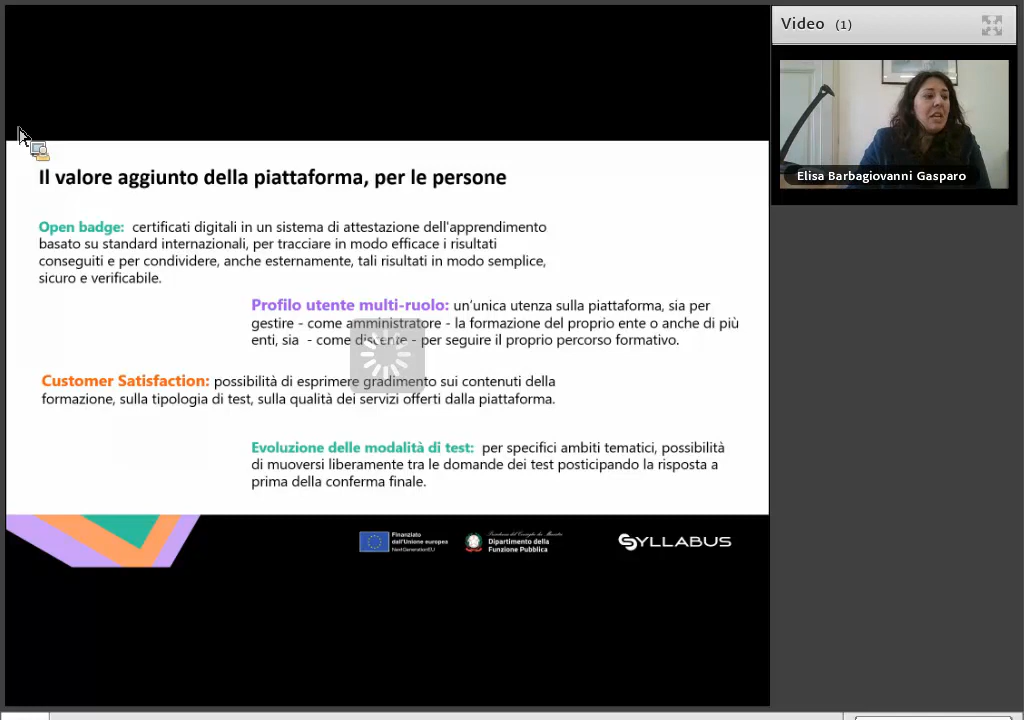 Video (1)
Elisa Barbagiovanni Gasparo
Il valore aggiunto della piattaforma, per le persone
Open badge: certificati digitali in un sistema di attestazione dell'apprendimento
basato su standard internazionali, per tracciare in modo efficace i risultati
conseguiti e per condividere, anche esternamente, tali risultati in modo semplice,
sicuro e verificabile.
Profilo utente multi-ruolo: un'unica utenza sulla piattaforma, sia per
gestire - come amministratore - la formazione del proprio ente o anche di più
enti, sia - come discente - per seguire il proprio percorso formativo.
Customer Satisfaction: possibilità di esprimere gradimento sui contenuti della
formazione, sulla tipologia di test, sulla qualità dei servizi offerti dalla piattaforma.
Evoluzione delle modalità di test: per specifici ambiti tematici, possibilità
di muoversi liberamente tra le domande dei test posticipando la risposta a
prima della conferma finale.
Finanziato
dall'Unione europea
NextGenerationEU
Presidenza del Consiglio dei Ministri
Dipartimento della
Funzione Pubblica
SYLLABUS